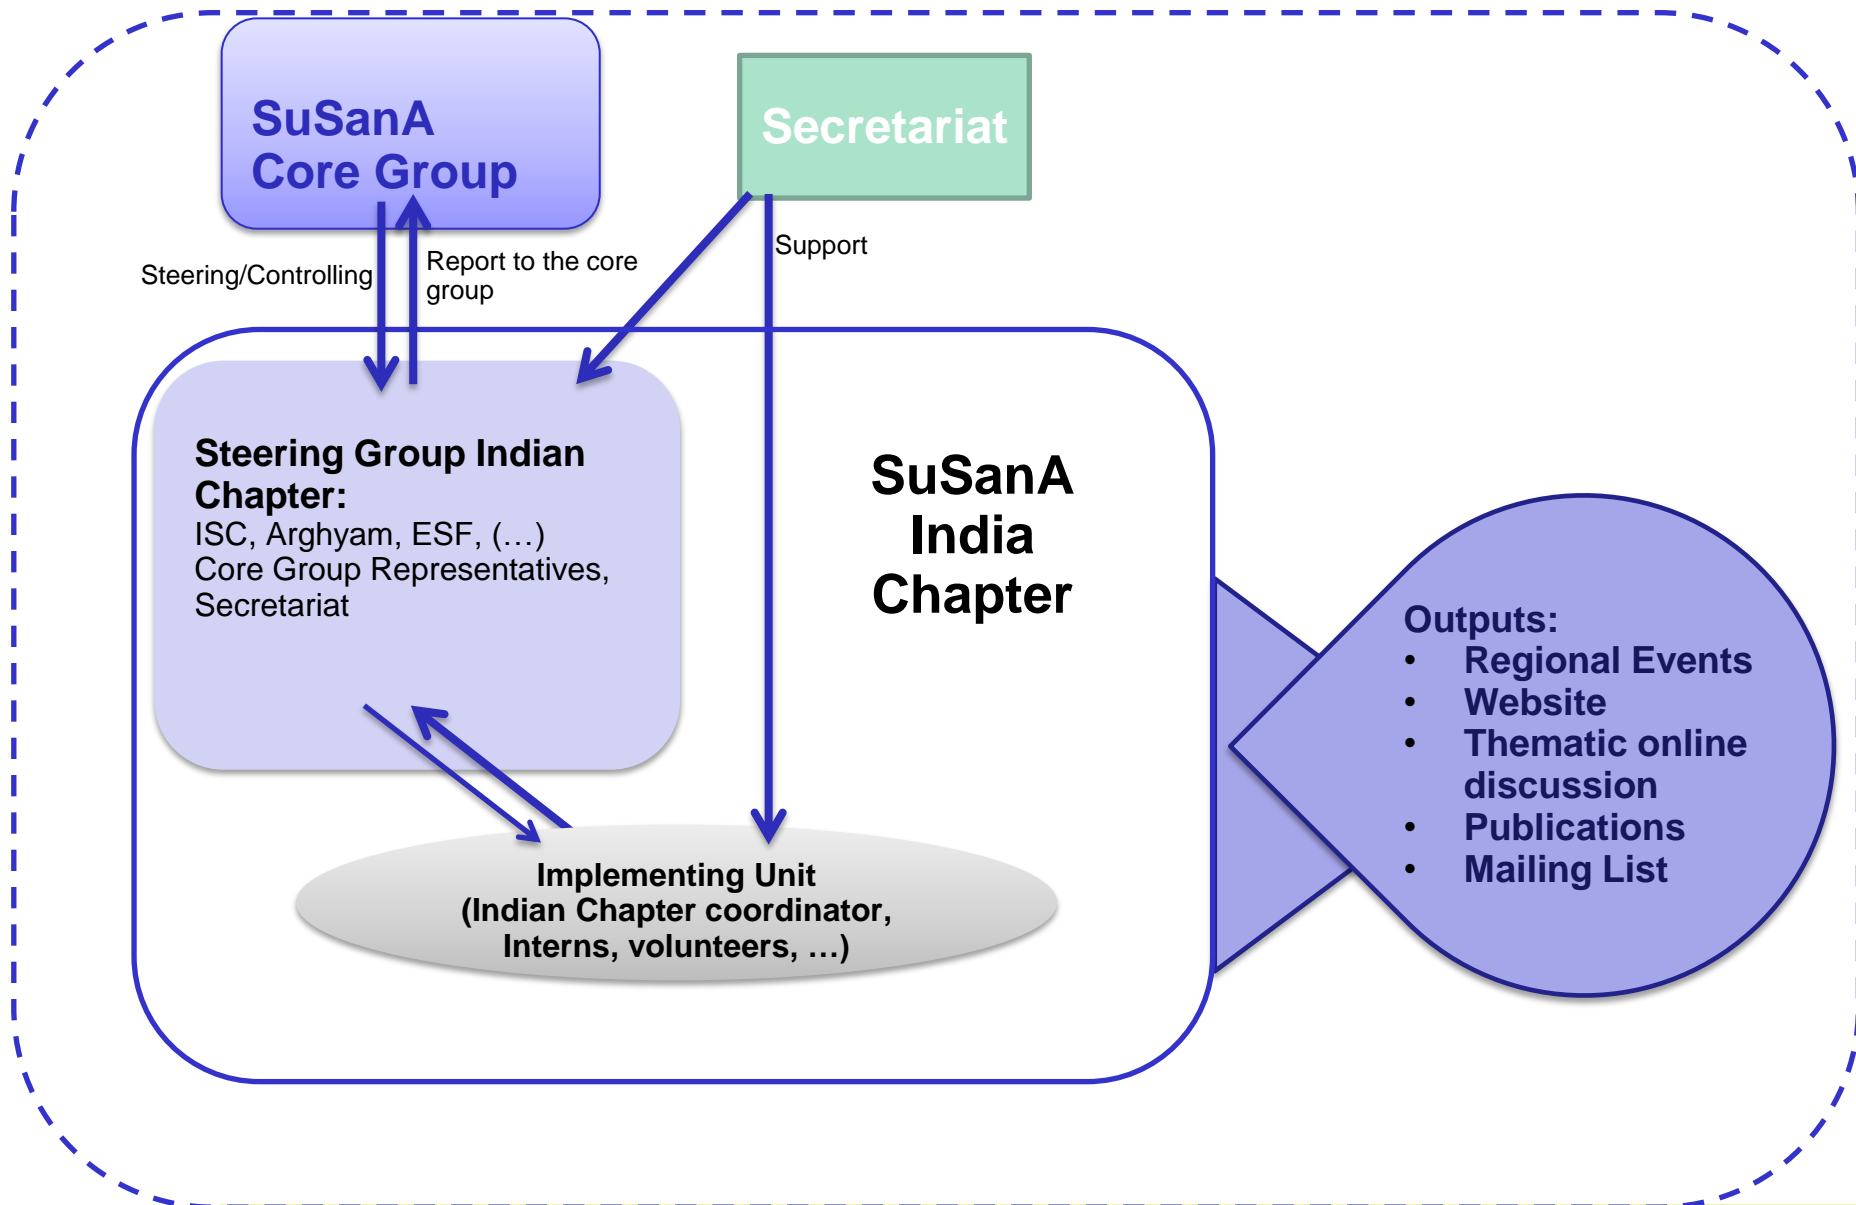 SuSanA
Core Group
Secretariat
Steering/Controlling
Report to the core
group
Support
Steering Group Indian
Chapter:
ISC, Arghyam, ESF, (…)
Core Group Representatives,
Secretariat
SuSanA
India
Chapter
Implementing Unit
(Indian Chapter coordinator,
Interns, volunteers, …)
Outputs:
• Regional Events
• Website
• Thematic online
discussion
• Publications
• Mailing List